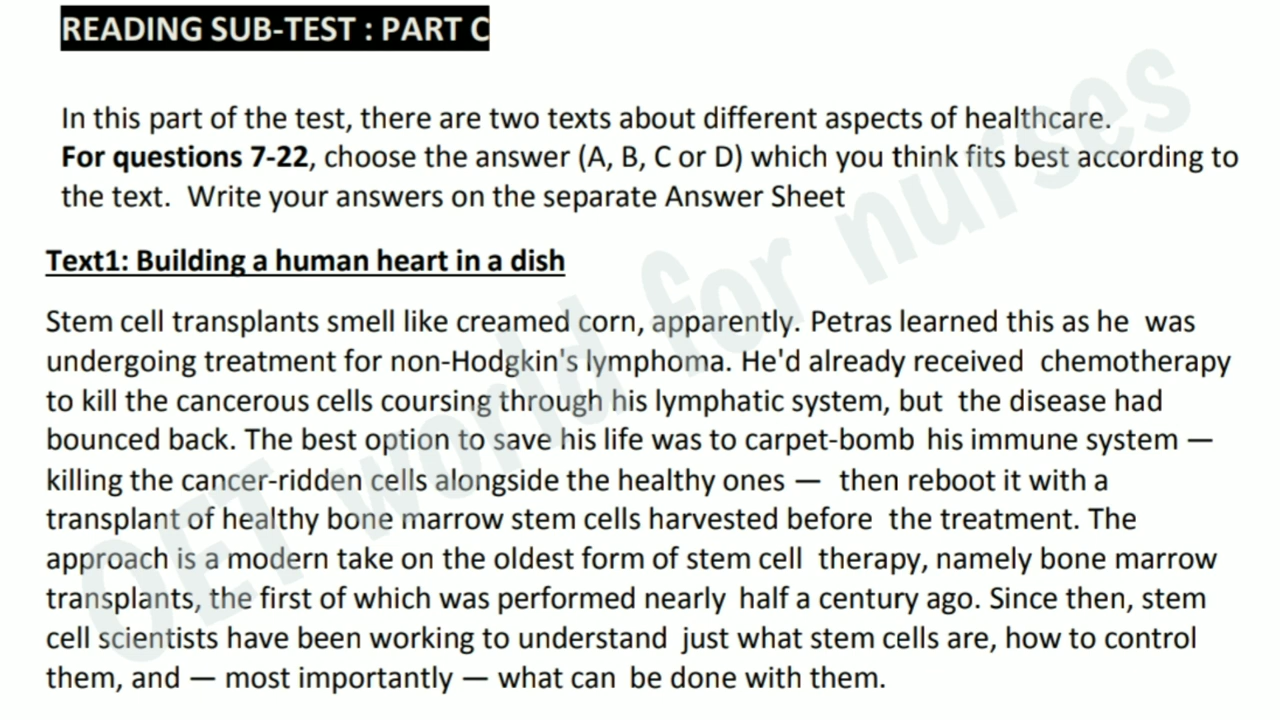 READING SUB-TEST : PART C
In this part of the test, there are two texts about different aspects of healthcare.
For questions 7-22, choose the answer (A, B, C or D) which you think fits best according to
the text. Write your answers on the separate Answer Sheet
Text1: Building a human heart in a dish
Stem cell transplants smell like creamed corn, apparently. Petras learned this as he was
undergoing treatment for non-Hodgkin's lymphoma. He'd already received chemotherapy
to kill the cancerous cells coursing through his lymphatic system, but the disease had
bounced back. The best option to save his life was to carpet-bomb his immune system —
killing the cancer-ridden cells alongside the healthy ones — then reboot it with a
transplant of healthy bone marrow stem cells harvested before the treatment. The
approach is a modern take on the oldest form of stem cell therapy, namely bone marrow
transplants, the first of which was performed nearly half a century ago. Since then, stem
cell scientists have been working to understand just what stem cells are, how to control
them, and — most importantly — what can be done with them.
OET world for nurses